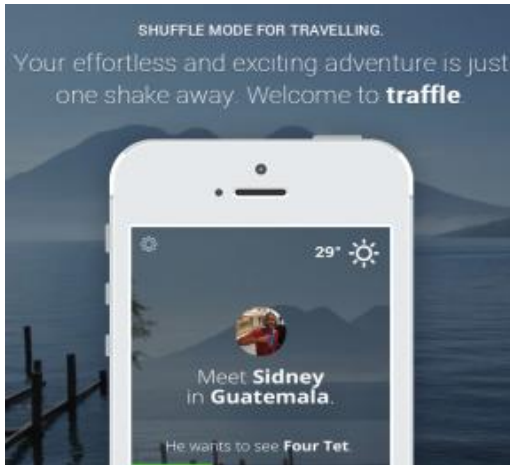 SHUFFLE MODE FOR TRAVELLING.
Your effortless and exciting adventure is just
one shake away. Welcome to traffle.
29°
Meet Sidney
in Guatemala.
He wants to see Four Tet.